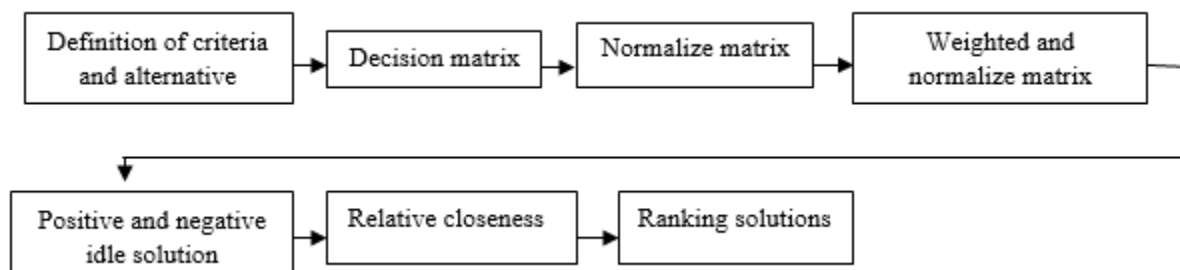 Definition of criteria
and alternative
Decision matrix
Normalize matrix
Weighted and
normalize matrix
Positive and negative
idle solution
Relative closeness
Ranking solutions